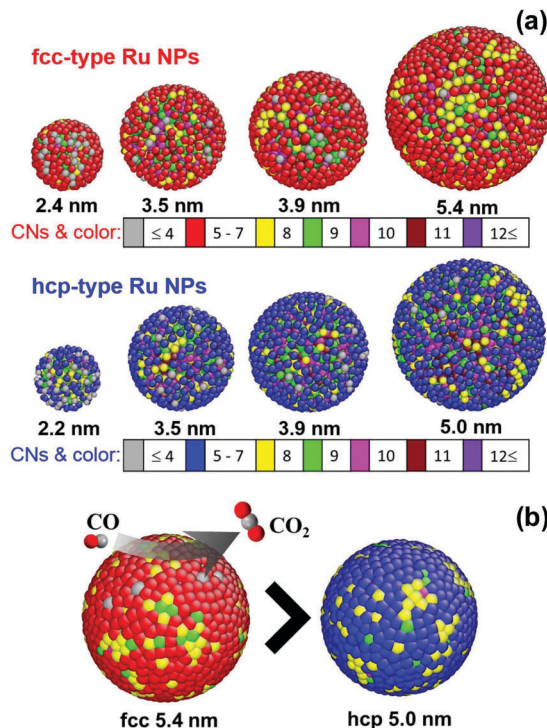 (a)
fcc-type Ru NPs
2.4 nm 3.5 nm 3.9 nm 5.4 nm
CNs & color: ≤ 4 5 - 7 8 9 10 11 12≤
hcp-type Ru NPs
2.2 nm 3.5 nm 3.9 nm 5.0 nm
CNs & color: ≤ 4 5 - 7 8 9 10 11 12≤
(b)
CO CO₂
>
fcc 5.4 nm hcp 5.0 nm